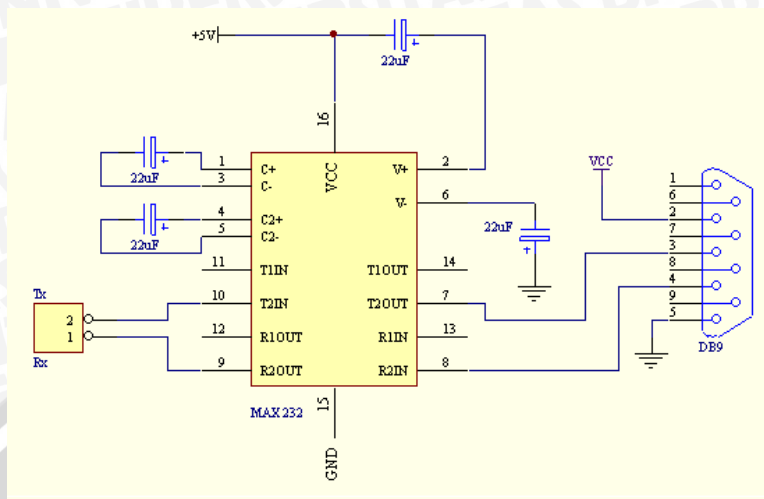 +5V
22uF
16
1 C+ VCC V+ 2
22uF
3 C-
VCC
V- 6
4 C2+
22uF
5 C2-
22uF
11 T1IN T1OUT 14
Tx
10 T2IN T2OUT 7
2
12 R1OUT R1IN 13
1
Rx
9 R2OUT R2IN 8
MAX232
15
GND
1
6
2
7
3
8
4
9
5
DB9